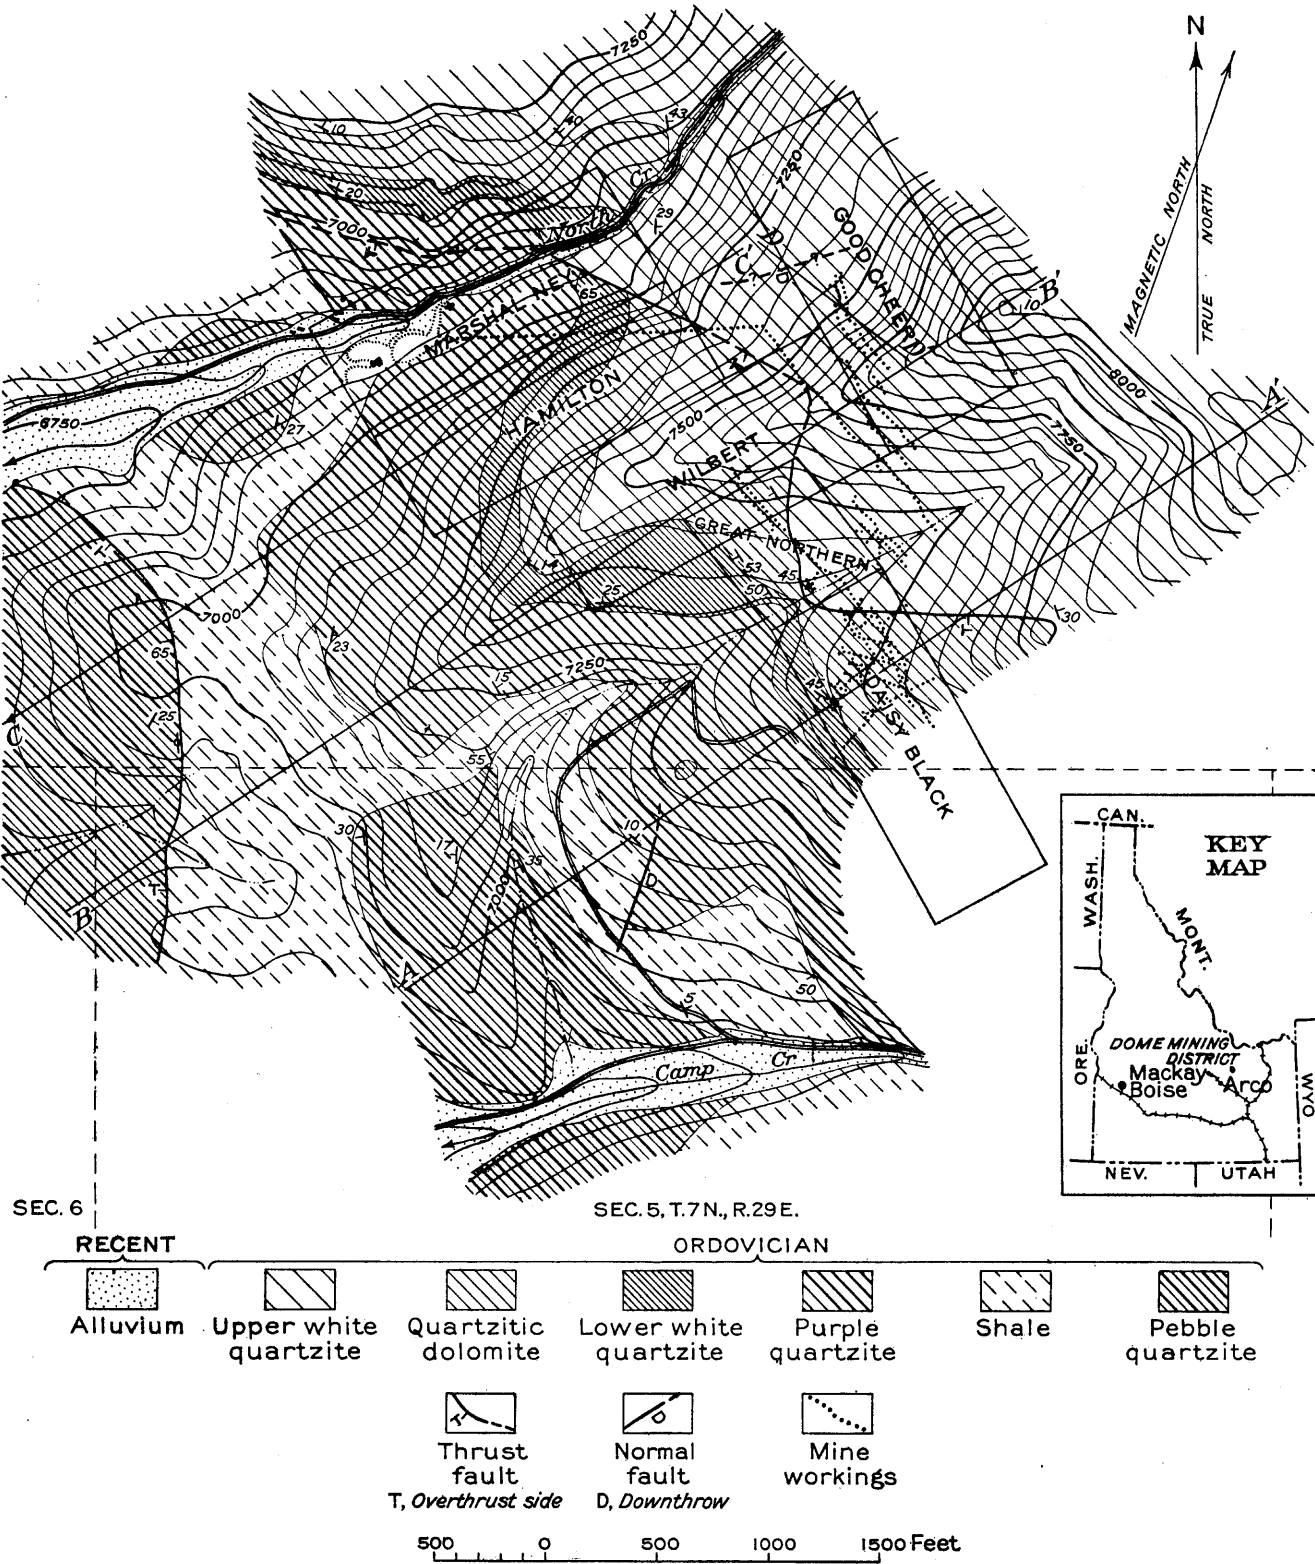 7250
N
MAGNETIC NORTH
TRUE NORTH
10
40
43
20
7000
North Cr
29
7250
GOOD CHEER
D
C'
D
D
B'
10
65
MARSHAL NEY
HAMILTON
T
8000
A'
6750
27
7500
WILBERT
7750
GREAT NORTHERN
T
14
53
45
50
25
30
T
7000
23
65
7250
15
25
45
DAISY BLACK
C
55
30
17
35
10
7000
D
T
B
A
50
5
Camp Cr
KEY
MAP
CAN.
WASH.
MONT.
ORE.
DOME MINING
DISTRICT
Mackay
Boise
Arco
WYO
NEV.
UTAH
SEC. 6
SEC. 5, T.7N., R.29E.
RECENT
ORDOVICIAN
Alluvium
Upper white
quartzite
Quartzitic
dolomite
Lower white
quartzite
Purple
quartzite
Shale
Pebble
quartzite
T
D
Thrust
fault
T, Overthrust side
Normal
fault
D, Downthrow
Mine
workings
500 0 500 1000 1500 Feet